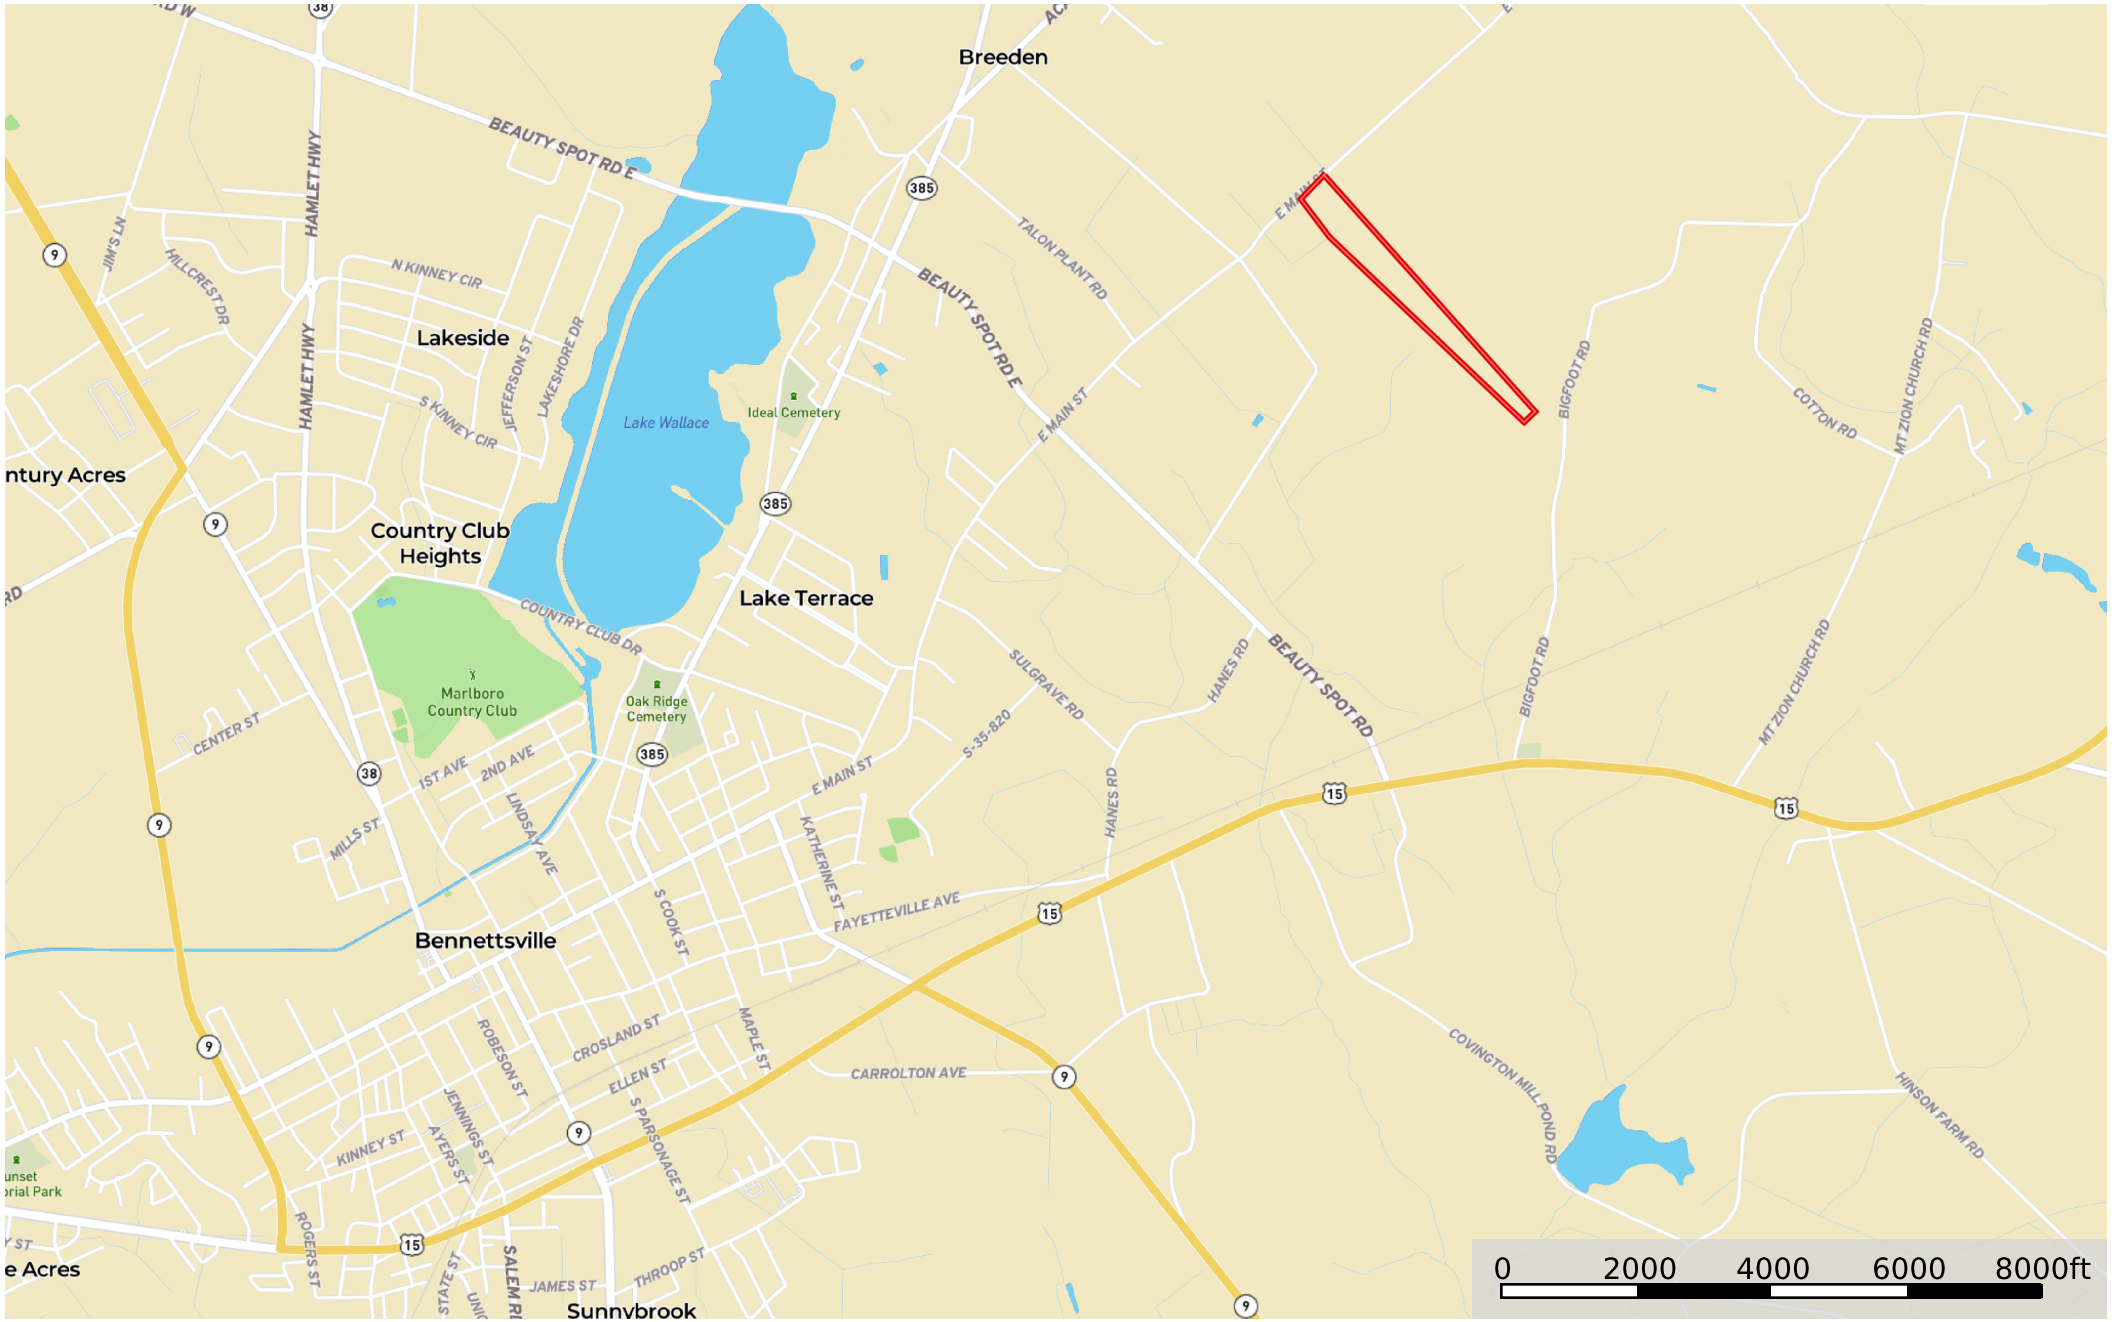 RD W
38
Breeden
BEAUTY SPOT RD E
HAMLET HWY
385
E MAIN ST
TALON PLANT RD
JIM'S LN
9
HILLCREST DR
N KINNEY CIR
BEAUTY SPOT RD E
Lakeside
HAMLET HWY
JEFFERSON ST
LAKESHORE DR
BIGFOOT RD
MT ZION CHURCH RD
S KINNEY CIR
Lake Wallace
Ideal Cemetery
E MAIN ST
COTTON RD
ntury Acres
385
9
Country Club
Heights
RD
Lake Terrace
COUNTRY CLUB DR
SULGRAVE RD
HANES RD
BEAUTY SPOT RD
BIGFOOT RD
MT ZION CHURCH RD
Marlboro
Country Club
Oak Ridge
Cemetery
CENTER ST
S-35-820
385
38
1ST AVE
2ND AVE
E MAIN ST
HANES RD
15
15
9
MILLS ST
LINDSAY AVE
KATHERINE ST
S COOK ST
FAYETTEVILLE AVE
15
Bennettsville
9
ROBESON ST
CROSLAND ST
MAPLE ST
ELLEN ST
CARROLTON AVE
9
COVINGTON MILL POND RD
HINSON FARM RD
9
JENNINGS ST
AYERS ST
KINNEY ST
S PARSONAGE ST
unset
orial Park
ROGERS ST
15
Y ST
e Acres
STATE ST
SALEM RD
JAMES ST
THROOP ST
Sunnybrook
9
0 2000 4000 6000 8000ft